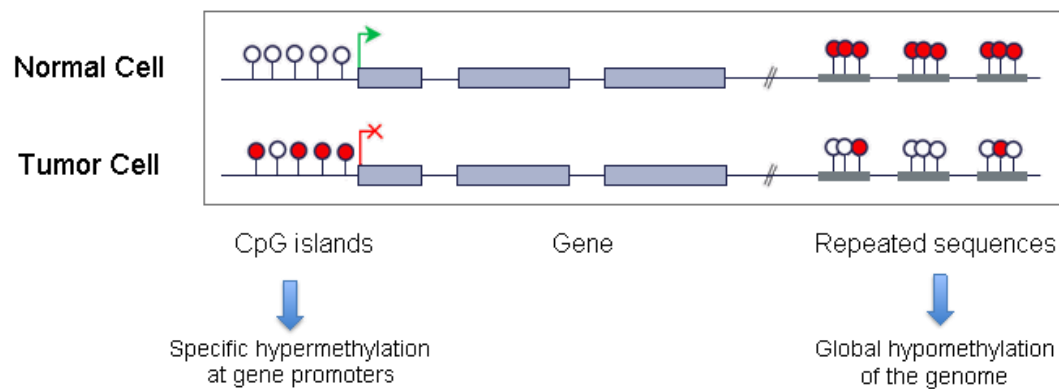 Normal Cell
Tumor Cell
CpG islands
Gene
Repeated sequences
Specific hypermethylation
at gene promoters
Global hypomethylation
of the genome